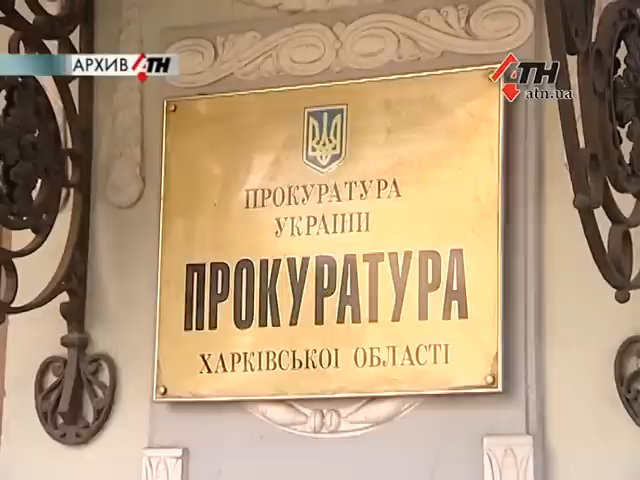 АРХИВ АТН
АТН
atn.ua
ПРОКУРАТУРА
УКРАЇНИ
ПРОКУРАТУРА
ХАРКІВСЬКОЇ ОБЛАСТІ